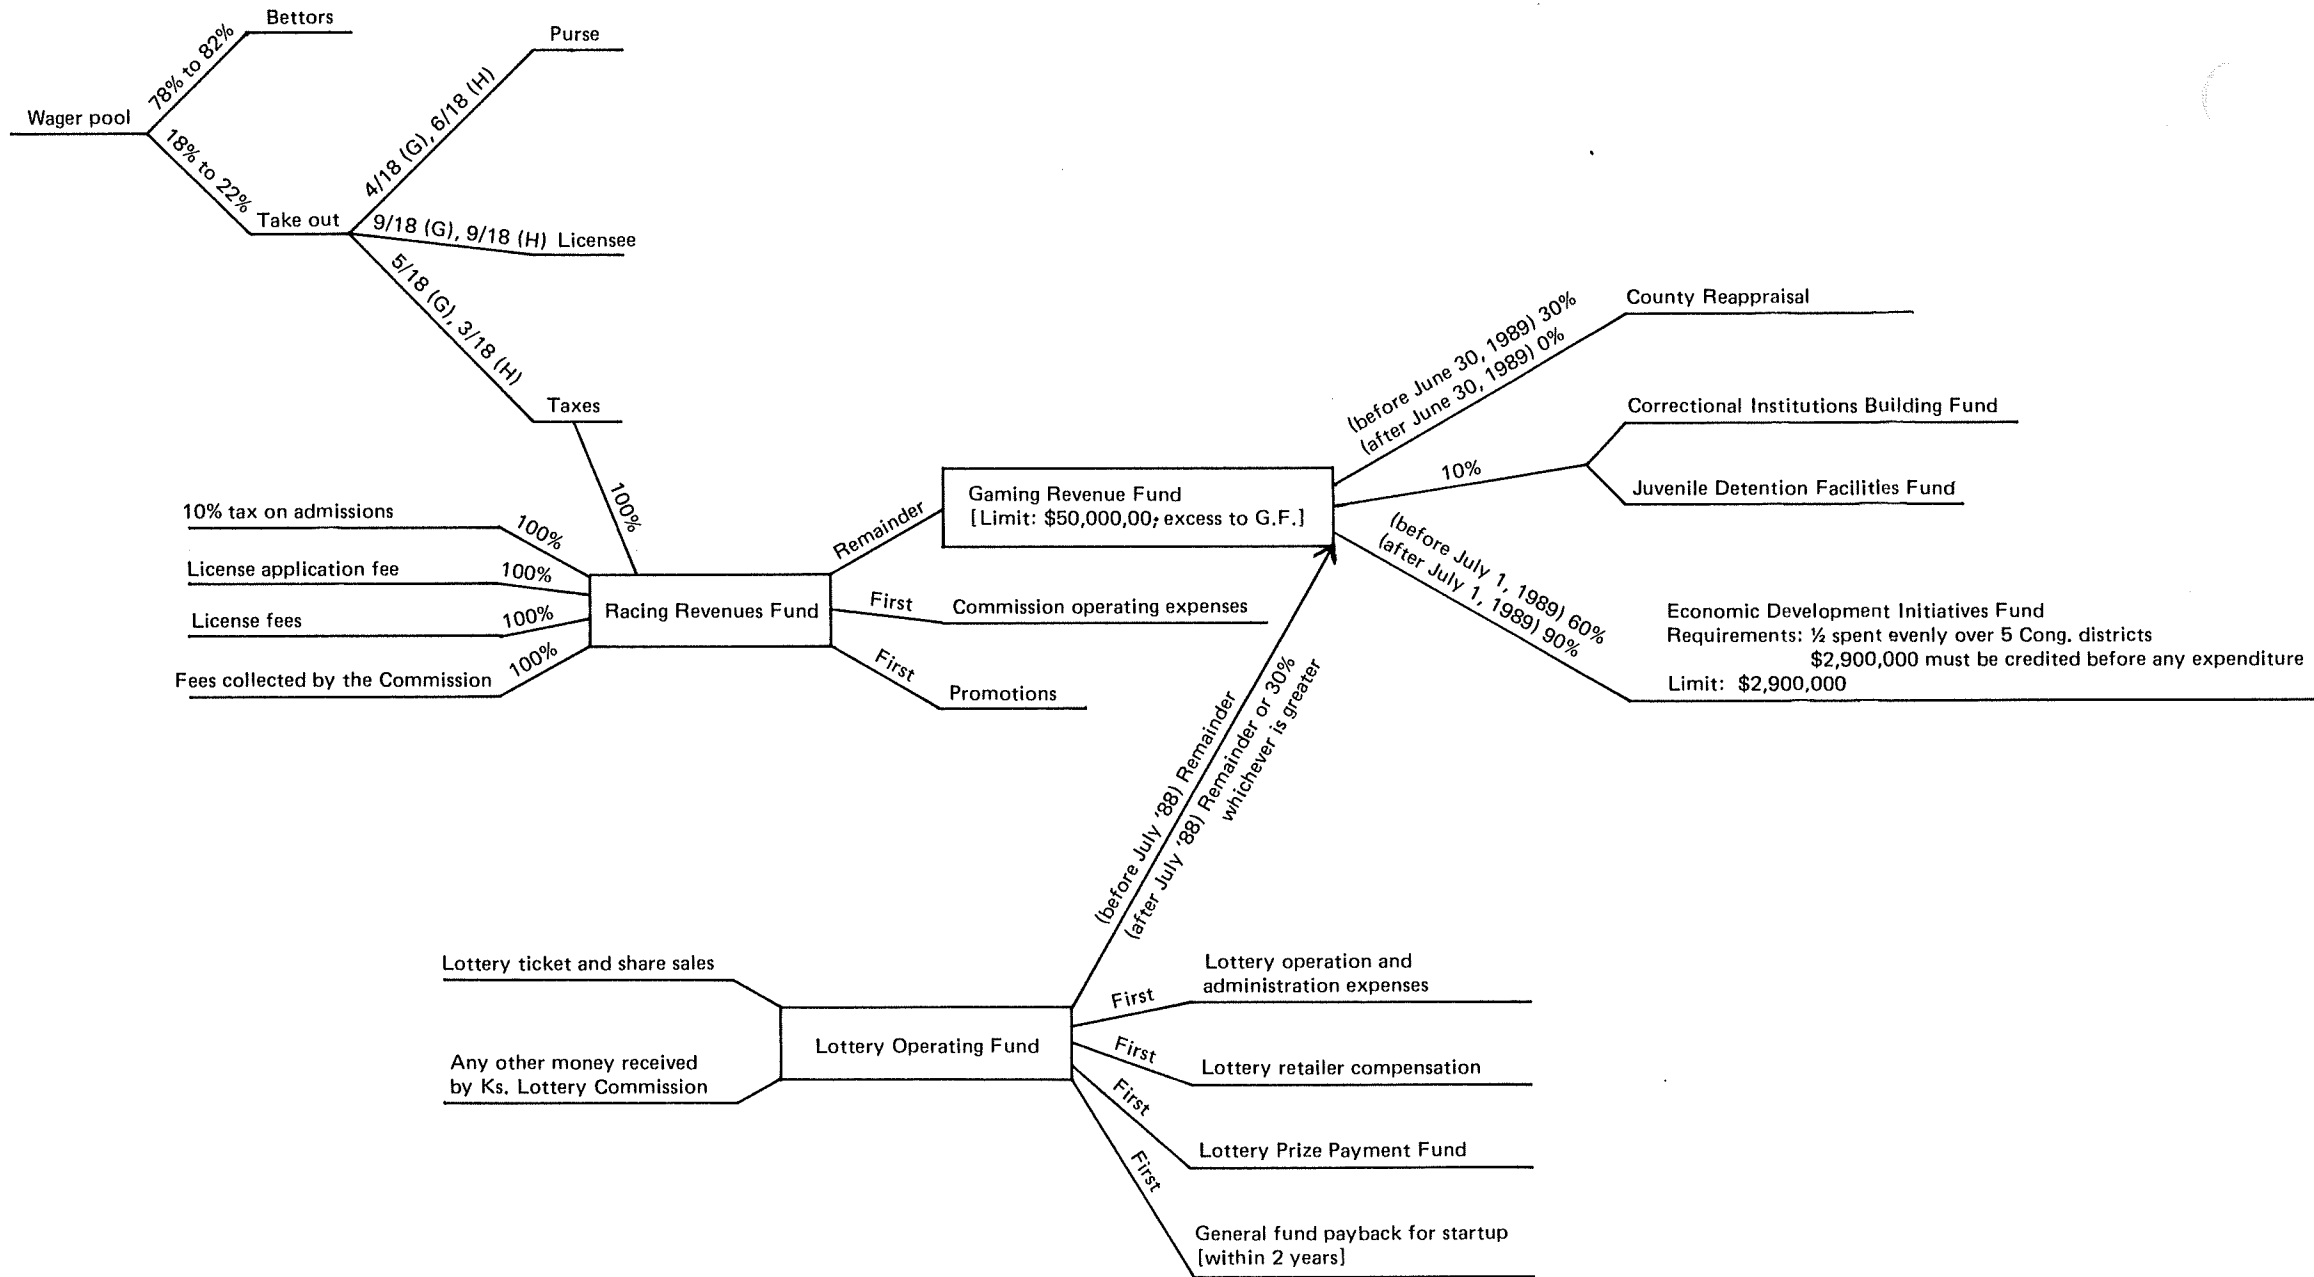 Bettors
78% to 82%
Wager pool
18% to 22%
Take out
Purse
4/18 (G), 6/18 (H)
9/18 (G), 9/18 (H) Licensee
5/18 (G), 3/18 (H)
Taxes
100%
10% tax on admissions
100%
License application fee
100%
License fees
100%
Fees collected by the Commission
100%
Racing Revenues Fund
Remainder
First
Commission operating expenses
First
Promotions
Gaming Revenue Fund
[Limit: $50,000,00; excess to G.F.]
(before June 30, 1989) 30%
(after June 30, 1989) 0%
County Reappraisal
10%
Correctional Institutions Building Fund
Juvenile Detention Facilities Fund
(before July 1, 1989) 60%
(after July 1, 1989) 90%
Economic Development Initiatives Fund
Requirements: ½ spent evenly over 5 Cong. districts
$2,900,000 must be credited before any expenditure
Limit: $2,900,000
(before July '88) Remainder
(after July '88) Remainder or 30%
whichever is greater
Lottery ticket and share sales
Any other money received
by Ks. Lottery Commission
Lottery Operating Fund
First
Lottery operation and
administration expenses
First
Lottery retailer compensation
First
Lottery Prize Payment Fund
First
General fund payback for startup
[within 2 years]